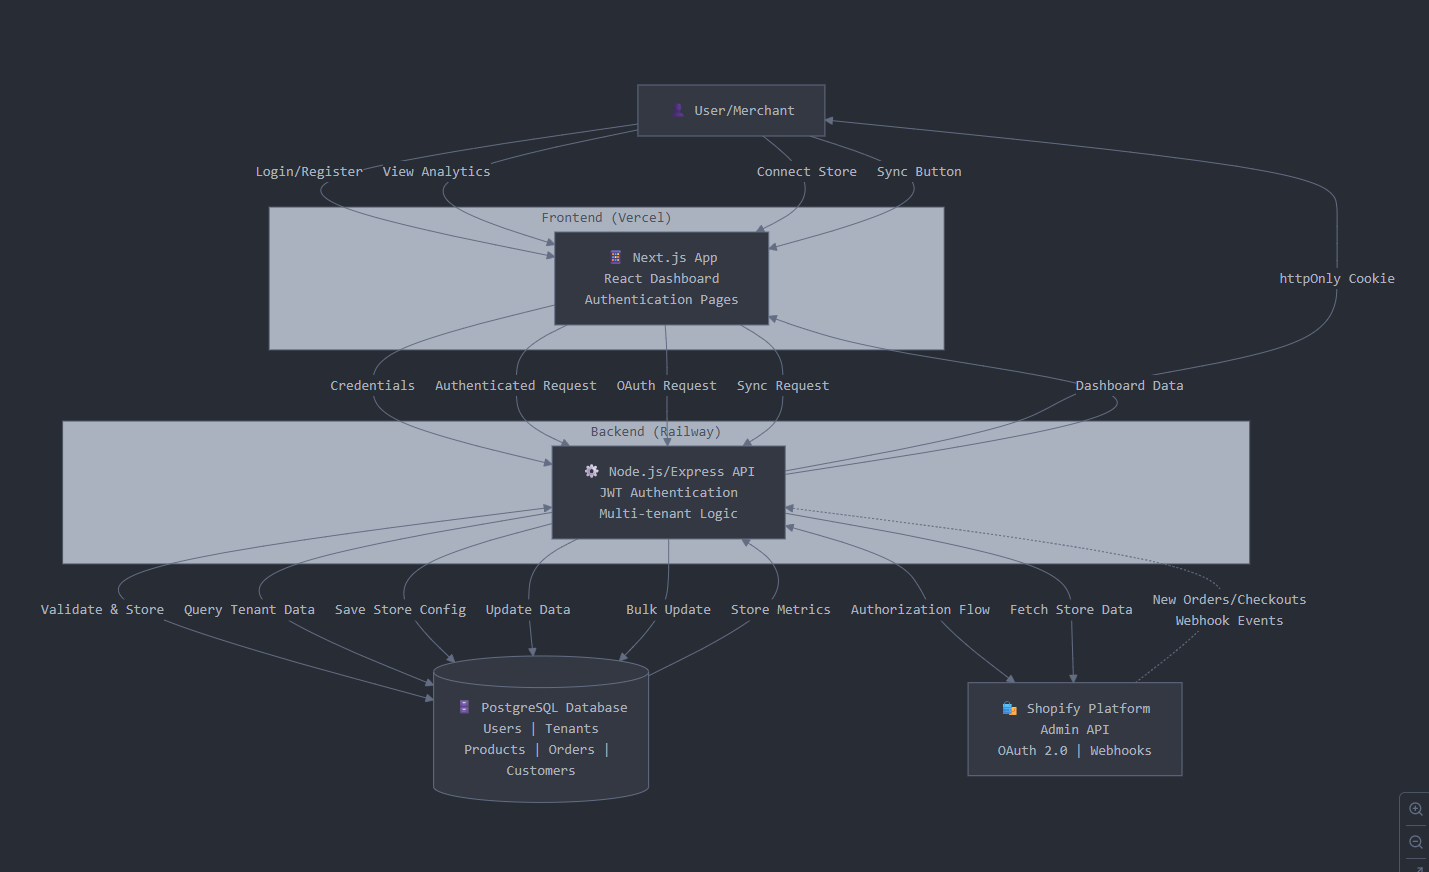 User/Merchant
Login/Register
View Analytics
Connect Store
Sync Button
Frontend (Vercel)
Next.js App
React Dashboard
Authentication Pages
httpOnly Cookie
Credentials
Authenticated Request
OAuth Request
Sync Request
Dashboard Data
Backend (Railway)
Node.js/Express API
JWT Authentication
Multi-tenant Logic
Validate & Store
Query Tenant Data
Save Store Config
Update Data
Bulk Update
Store Metrics
Authorization Flow
Fetch Store Data
New Orders/Checkouts
Webhook Events
PostgreSQL Database
Users | Tenants
Products | Orders |
Customers
Shopify Platform
Admin API
OAuth 2.0 | Webhooks